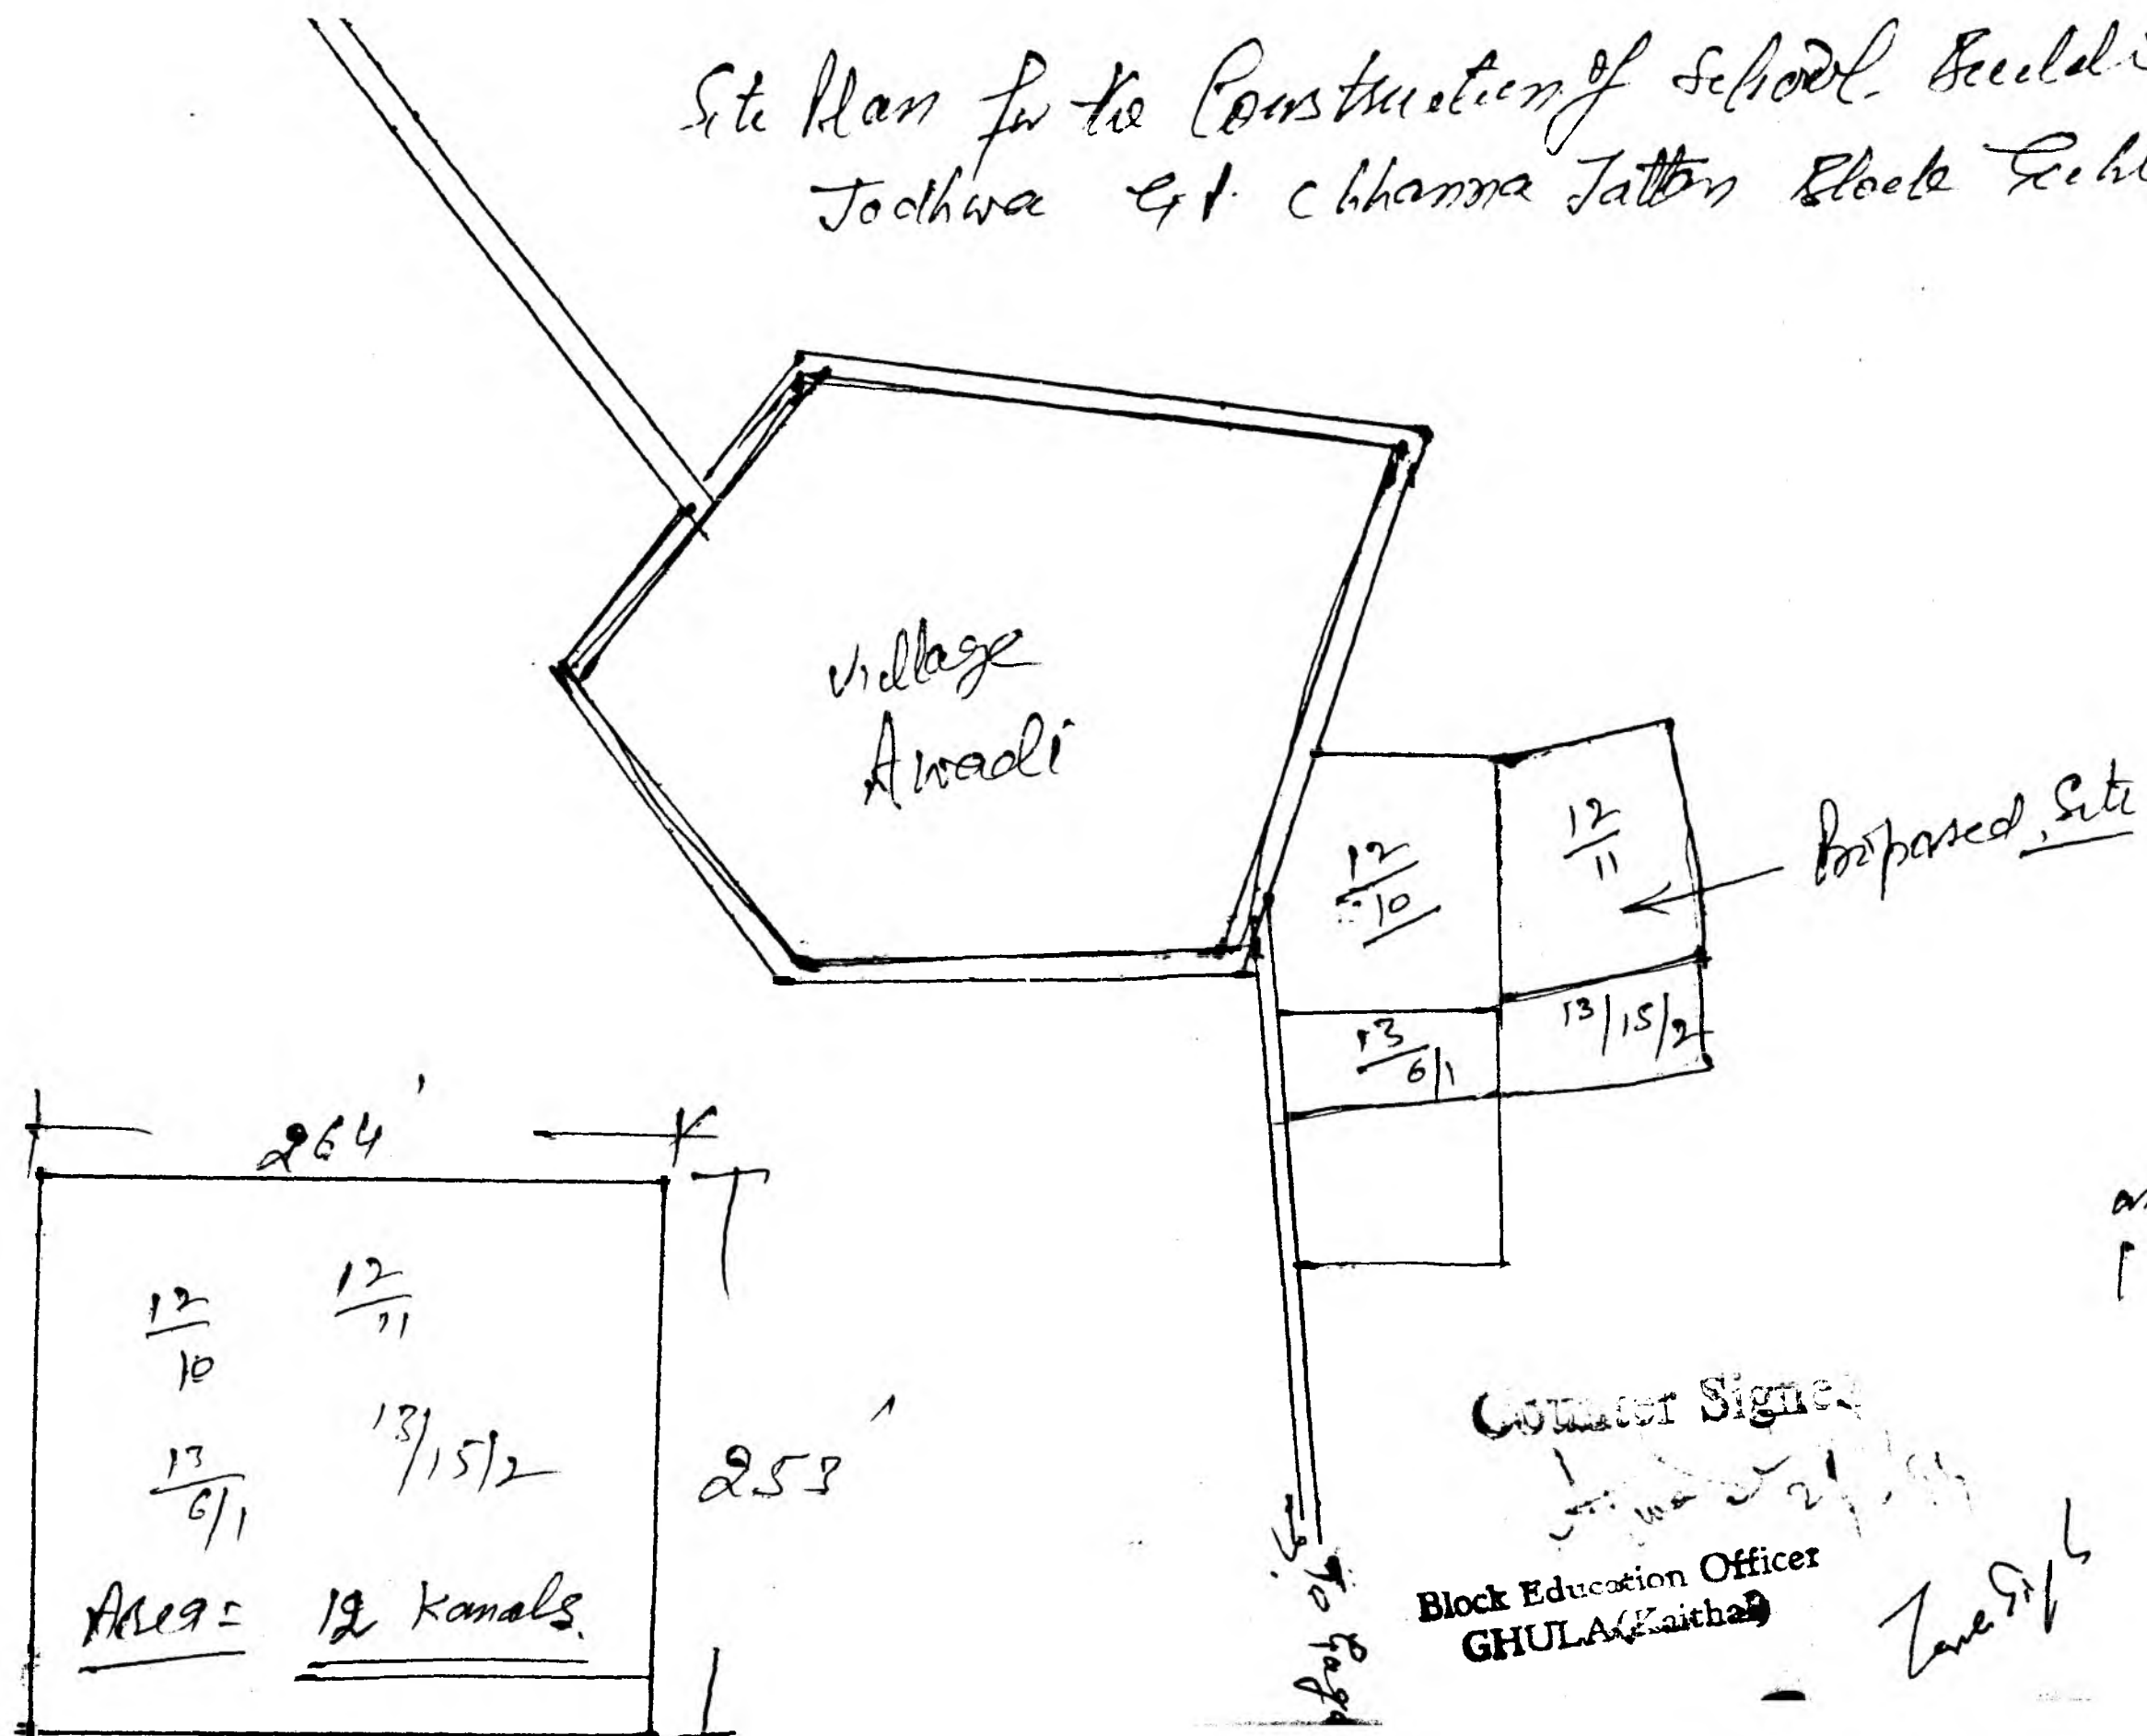 Site Plan for the Construction of School
Jodhwa Chhanna Jattan Block
Village
Awadi
12/10
12/11
Proposed Site
13/6/1
13/15/2
264'
12/10
12/11
13/6/1
13/15/2
253'
Area = 12 Kanals.
To
Counter Signed
Block Education Officer
GHULA (Kaithal)